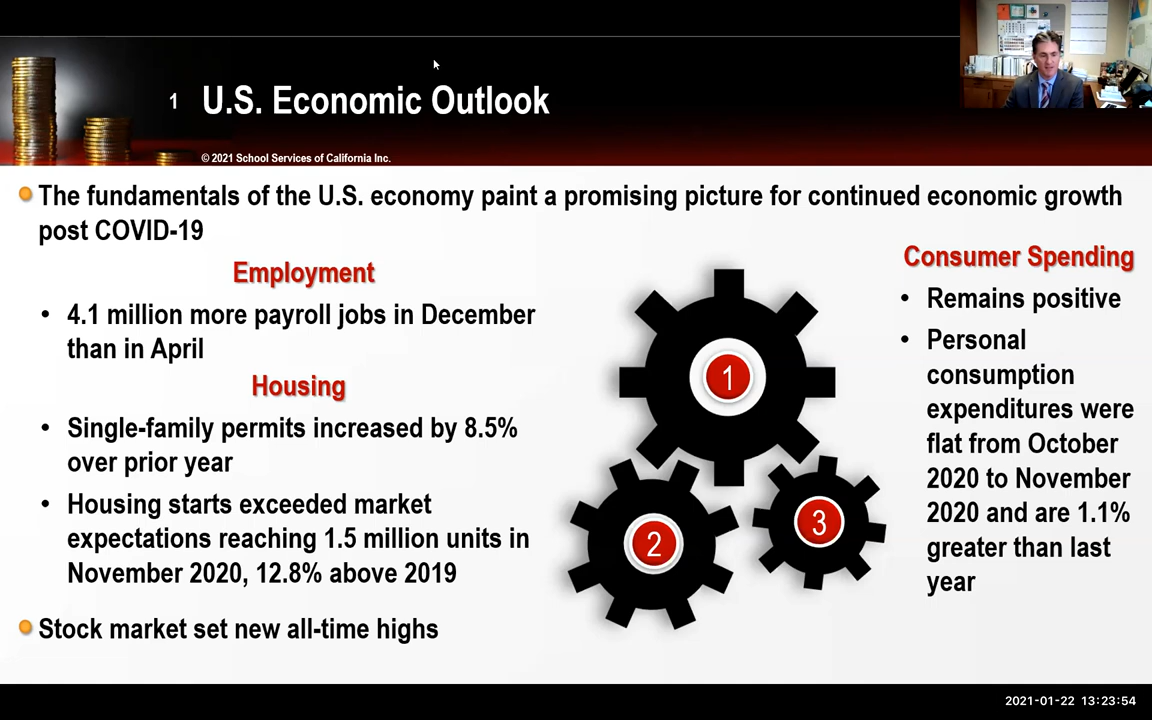 1 U.S. Economic Outlook
© 2021 School Services of California Inc.
The fundamentals of the U.S. economy paint a promising picture for continued economic growth
post COVID-19
Employment
• 4.1 million more payroll jobs in December
than in April
Housing
• Single-family permits increased by 8.5%
over prior year
• Housing starts exceeded market
expectations reaching 1.5 million units in
November 2020, 12.8% above 2019
Stock market set new all-time highs
1
2
3
Consumer Spending
• Remains positive
• Personal
consumption
expenditures were
flat from October
2020 to November
2020 and are 1.1%
greater than last
year
2021-01-22 13:23:54